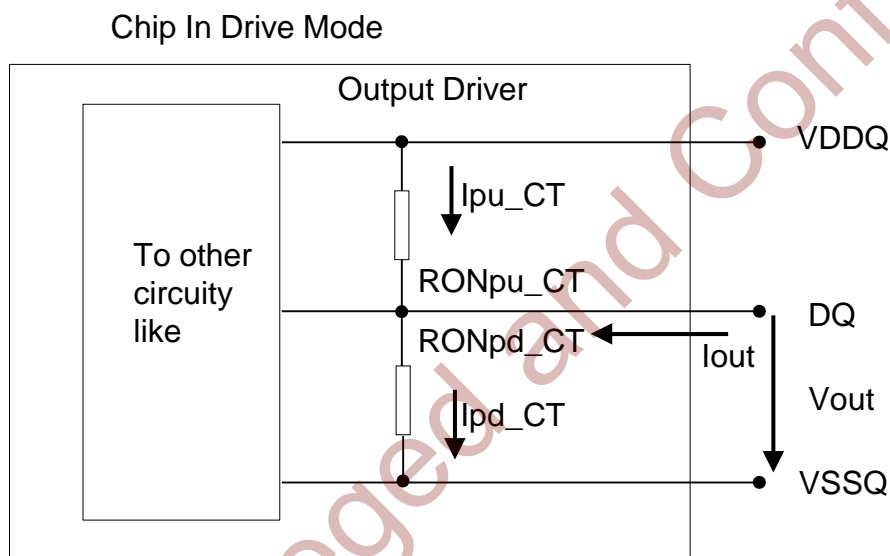 Chip In Drive Mode
Output Driver
VDDQ
Ipu_CT
To other
circuity
like
RONpu_CT
DQ
RONpd_CT
Iout
Vout
Ipd_CT
VSSQ